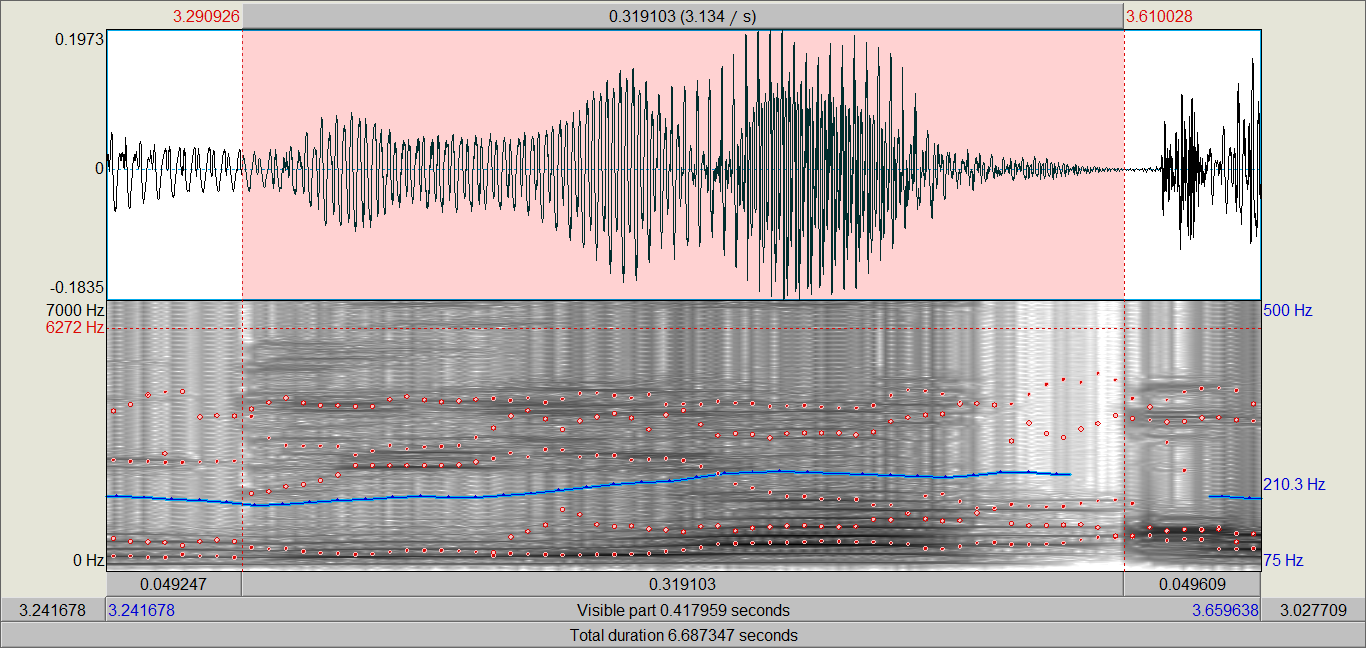 3.290926 0.319103 (3.134 / s) 3.610028
0.1973
0
-0.1835
7000 Hz 500 Hz
6272 Hz
210.3 Hz
0 Hz 75 Hz
0.049247 0.319103 0.049609
3.241678 3.241678 Visible part 0.417959 seconds 3.659638 3.027709
Total duration 6.687347 seconds